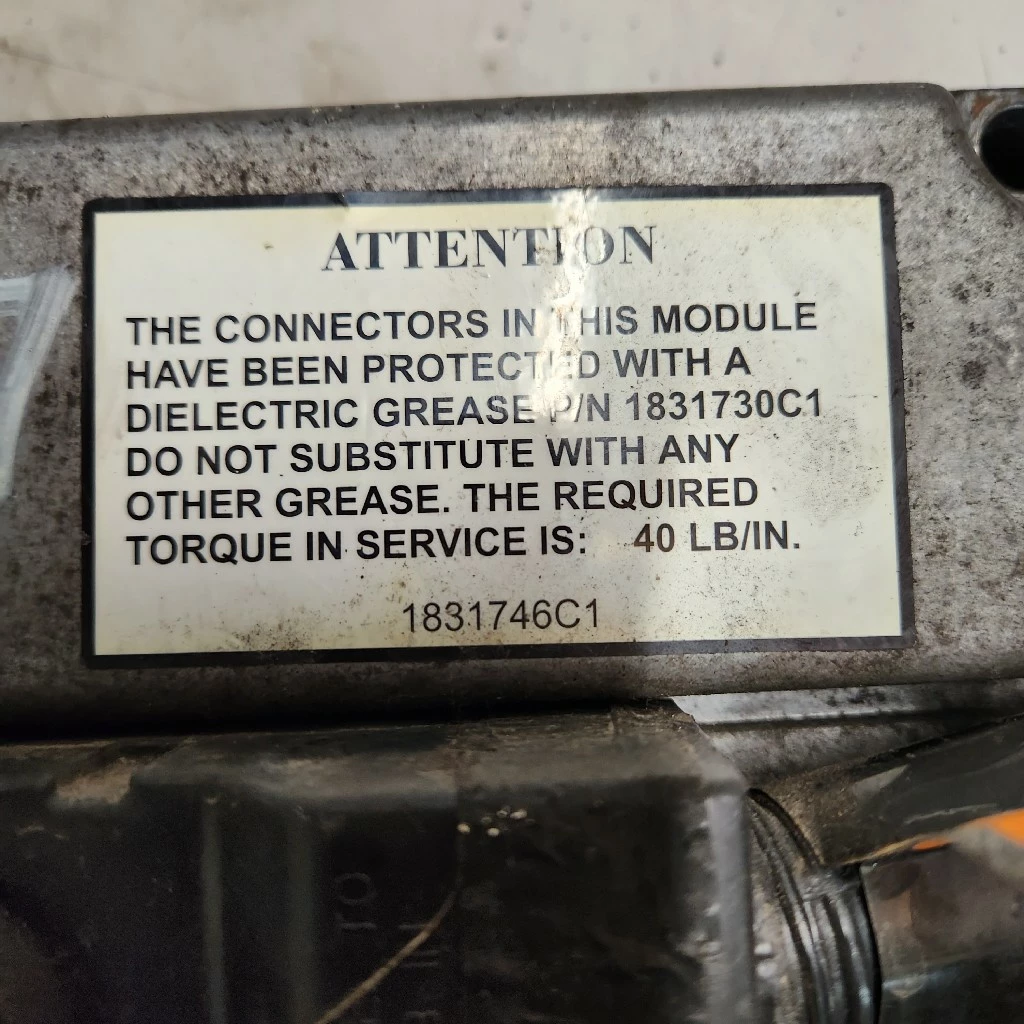 ATTENTION
THE CONNECTORS IN THIS MODULE
HAVE BEEN PROTECTED WITH A
DIELECTRIC GREASE P/N 1831730C1
DO NOT SUBSTITUTE WITH ANY
OTHER GREASE. THE REQUIRED
TORQUE IN SERVICE IS: 40 LB/IN.
1831746C1